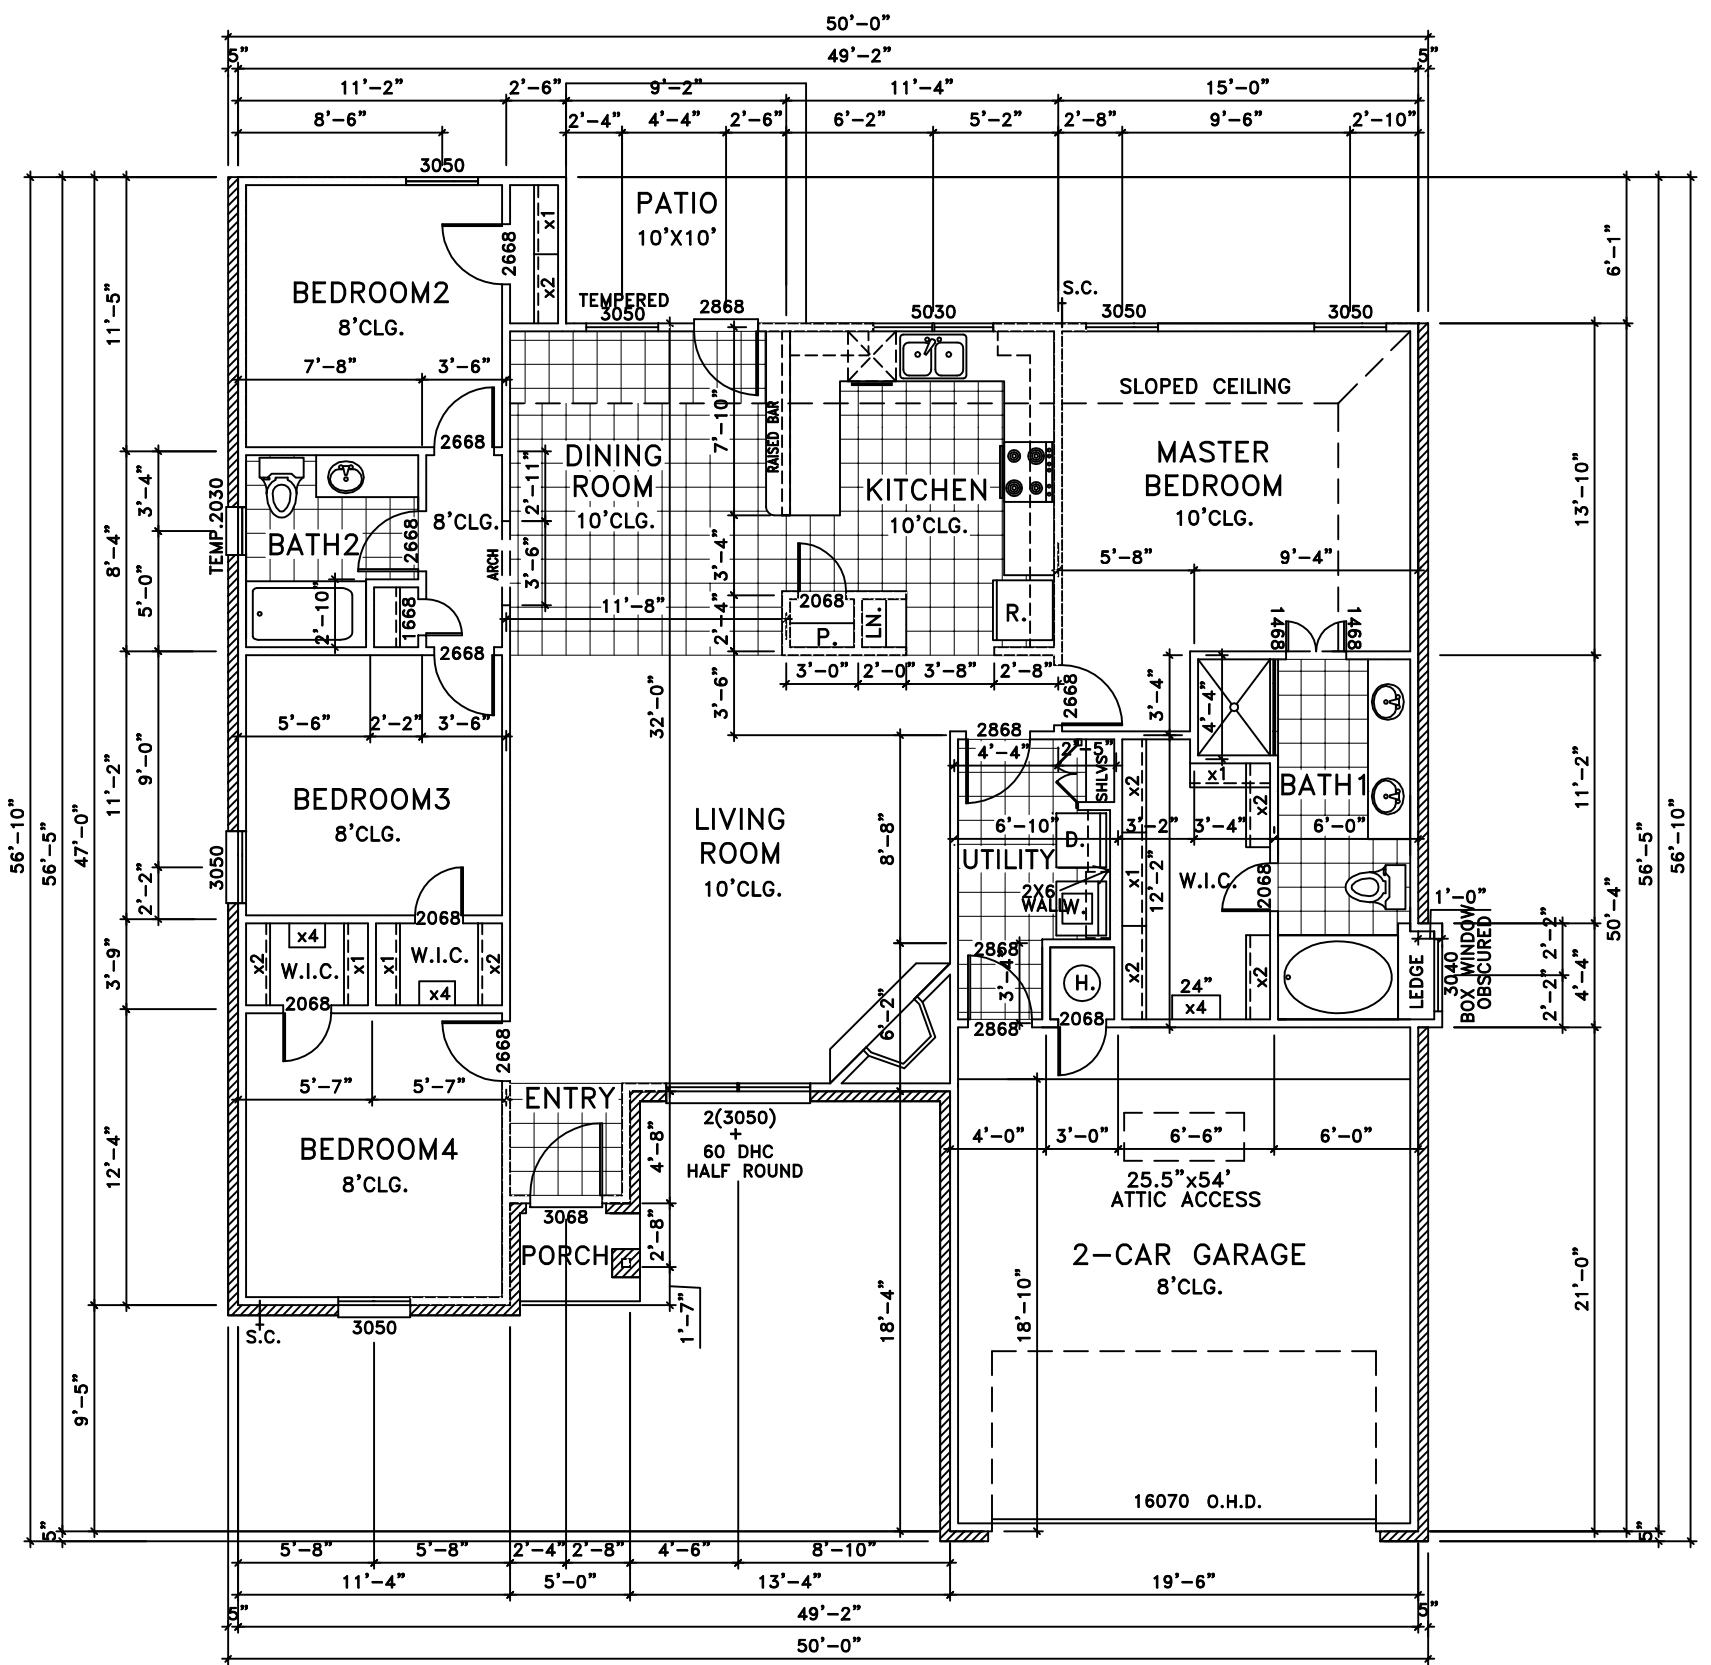 50'-0"
5" 49'-2" 5"
11'-2" 2'-6" 9'-2" 11'-4" 15'-0"
8'-6" 2'-4" 4'-4" 2'-6" 6'-2" 5'-2" 2'-8" 9'-6" 2'-10"
3050
PATIO
10'X10'
2668
x1
x2
6'-1"
BEDROOM2
8'CLG.
11'-5"
TEMPERED
3050
2868
5030
S.C.
3050
3050
7'-8" 3'-6"
SLOPED CEILING
RAISED BAR
7'-10"
2668
DINING
ROOM
10'CLG.
KITCHEN
10'CLG.
MASTER
BEDROOM
10'CLG.
13'-10"
3'-4"
8'-4"
5'-0"
TEMP.2030
BATH2
2668
8'CLG.
ARCH
2'-11"
3'-6"
3'-4"
5'-8" 9'-4"
2'-10"
1668
11'-8"
2'-4"
2068
P.
LN.
R.
1468
1468
2668
3'-0" 2'-0" 3'-8" 2'-8"
3'-6"
32'-0"
2668
3'-4"
4'-4"
5'-6" 2'-2" 3'-6"
2868
4'-4" 2'-5"
SHLVS
x2
x1
x2
BATH1
9'-0"
11'-2"
11'-2"
BEDROOM3
8'CLG.
LIVING
ROOM
10'CLG.
56'-10"
56'-5"
47'-0"
8'-8"
6'-10" 3'-2" 3'-4" 6'-0"
D.
UTILITY
2X6
WALL
W.
x1
12'-2"
W.I.C.
2068
56'-5"
56'-10"
50'-4"
3050
2'-2"
2068
1'-0"
x4
x2
W.I.C.
x1
x1
W.I.C.
x2
x4
2068
3'-9"
2868
3'-4"
H.
x2
24"
x4
x2
LEDGE
3040
BOX WINDOW
OBSCURED
2'-2"
2'-2"
4'-4"
6'-2"
2868
2068
2668
5'-7" 5'-7"
ENTRY
2(3050)
+
60 DHC
HALF ROUND
4'-8"
4'-0" 3'-0" 6'-6" 6'-0"
BEDROOM4
8'CLG.
12'-4"
25.5"x54'
ATTIC ACCESS
3068
PORCH
2'-8"
2-CAR GARAGE
8'CLG.
1'-7"
18'-4"
18'-10"
21'-0"
3050
S.C.
9'-5"
16070 O.H.D.
5"
5"
5'-8" 5'-8" 2'-4" 2'-8" 4'-6" 8'-10"
11'-4" 5'-0" 13'-4" 19'-6"
5" 49'-2" 5"
50'-0"